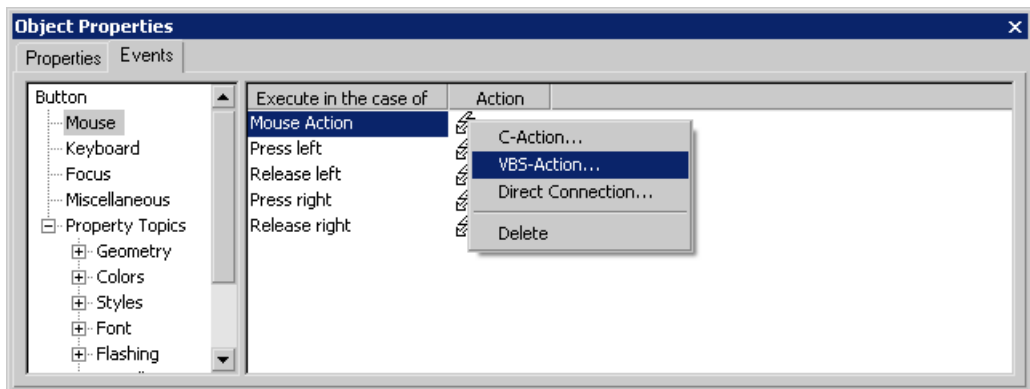 Object Properties
Properties Events
Button
Mouse
Keyboard
Focus
Miscellaneous
Property Topics
Geometry
Colors
Styles
Font
Flashing
Execute in the case of Action
Mouse Action
Press left
Release left
Press right
Release right
C-Action...
VBS-Action...
Direct Connection...
Delete